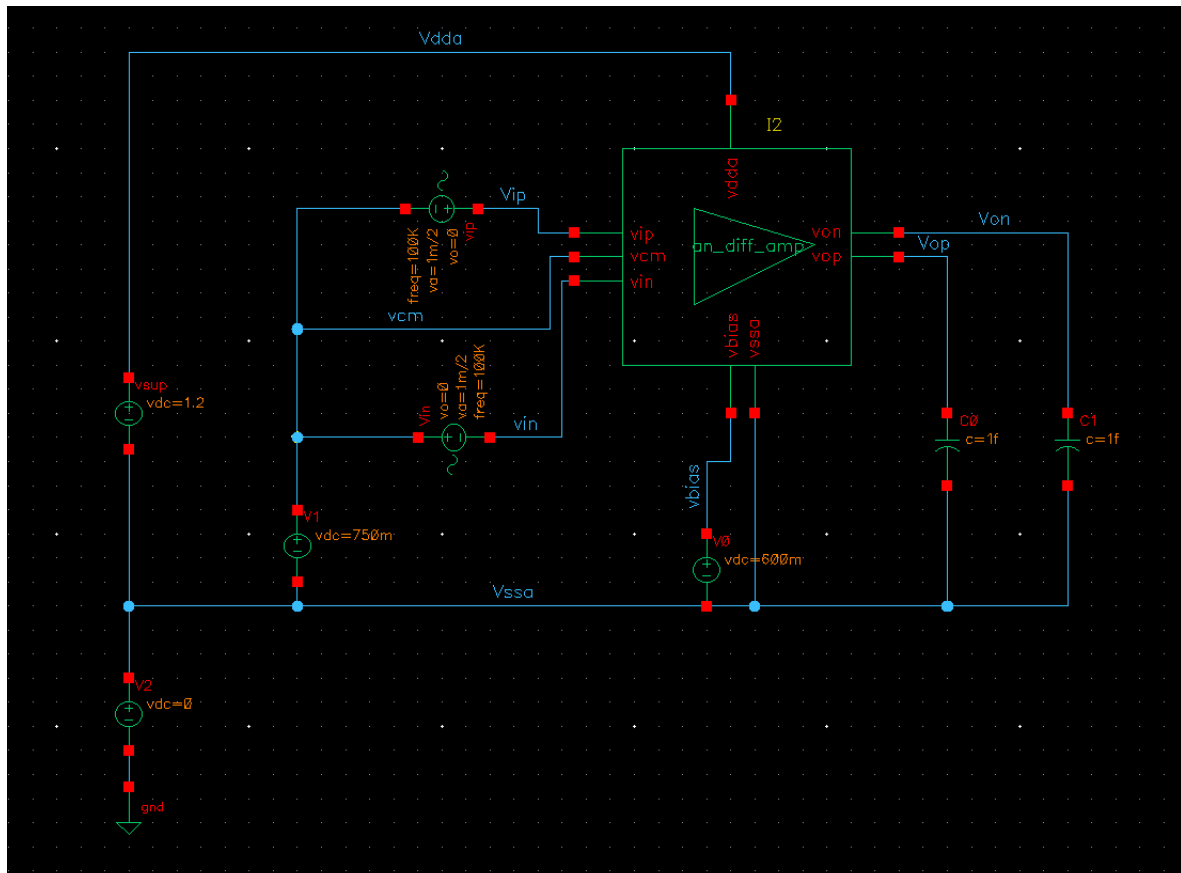 Vdda
I2
vdda
Vip
vip
freq=100K
va=1m/2
vo=0
vip
vcm
vin
an_diff_amp
von
vop
Von
Vop
vcm
vbias
vssa
vsup
vdc=1.2
Vin
vo=0
va=1m/2
freq=100K
vin
C0
c=1f
C1
c=1f
vbias
V1
vdc=750m
V0
vdc=600m
Vssa
V2
vdc=0
gnd